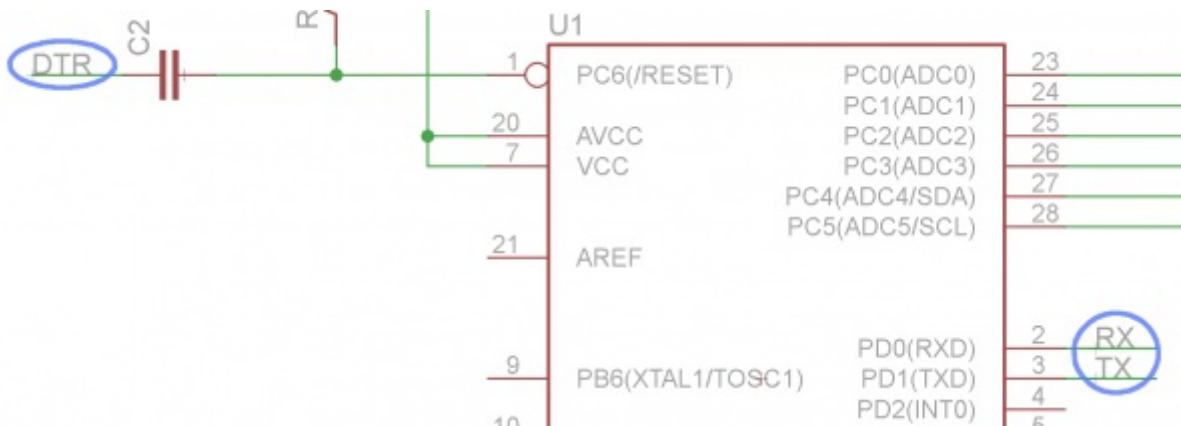 U1
R
C2
DTR
1 PC6(/RESET) PC0(ADC0) 23
PC1(ADC1) 24
20 AVCC PC2(ADC2) 25
7 VCC PC3(ADC3) 26
PC4(ADC4/SDA) 27
PC5(ADC5/SCL) 28
21 AREF
PD0(RXD) 2 RX
9 PB6(XTAL1/TOSC1) PD1(TXD) 3 TX
PD2(INT0) 4